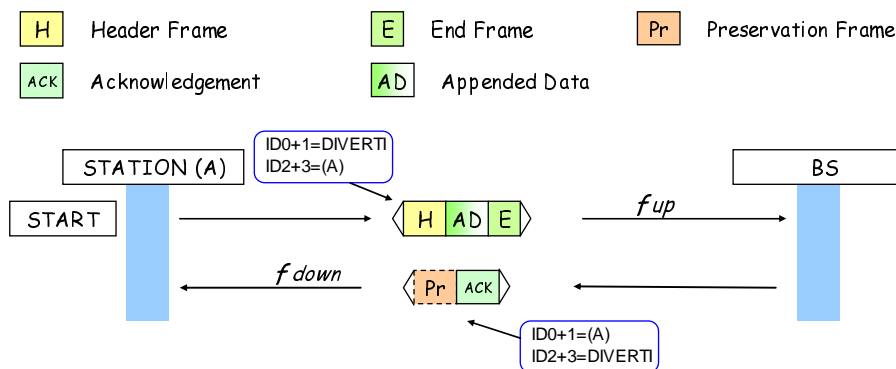 H Header Frame E End Frame Pr Preservation Frame
ACK Acknowledgement AD Appended Data
ID0+1=DIVERTI
ID2+3=(A)
STATION (A) BS
START H AD E f up
f down Pr ACK
ID0+1=(A)
ID2+3=DIVERTI